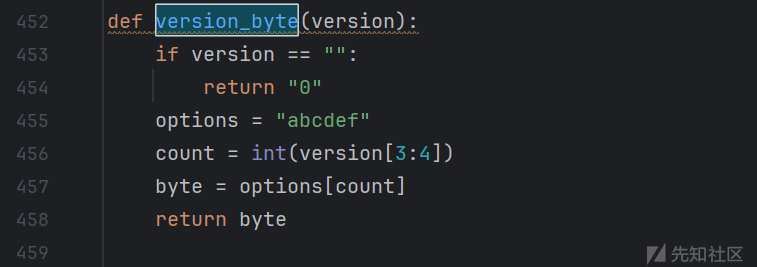 452 def version_byte(version):
453     if version == "":
454         return "0"
455     options = "abcdef"
456     count = int(version[3:4])
457     byte = options[count]
458     return byte
459
先知社区